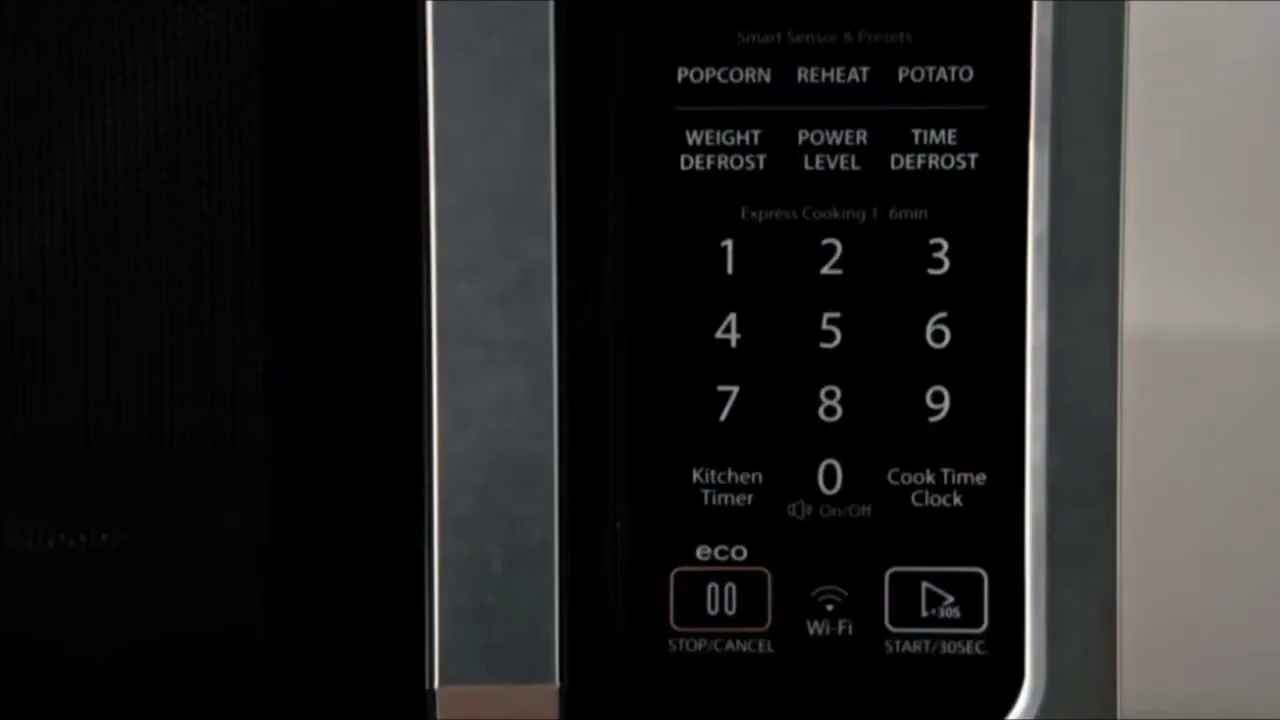 Smart Sensor & Presets
POPCORN REHEAT POTATO
WEIGHT DEFROST POWER LEVEL TIME DEFROST
Express Cooking 1-6min
1 2 3
4 5 6
7 8 9
Kitchen Timer 0 Cook Time Clock
On/Off
eco
+30S
Wi-Fi
STOP/CANCEL START/30SEC.